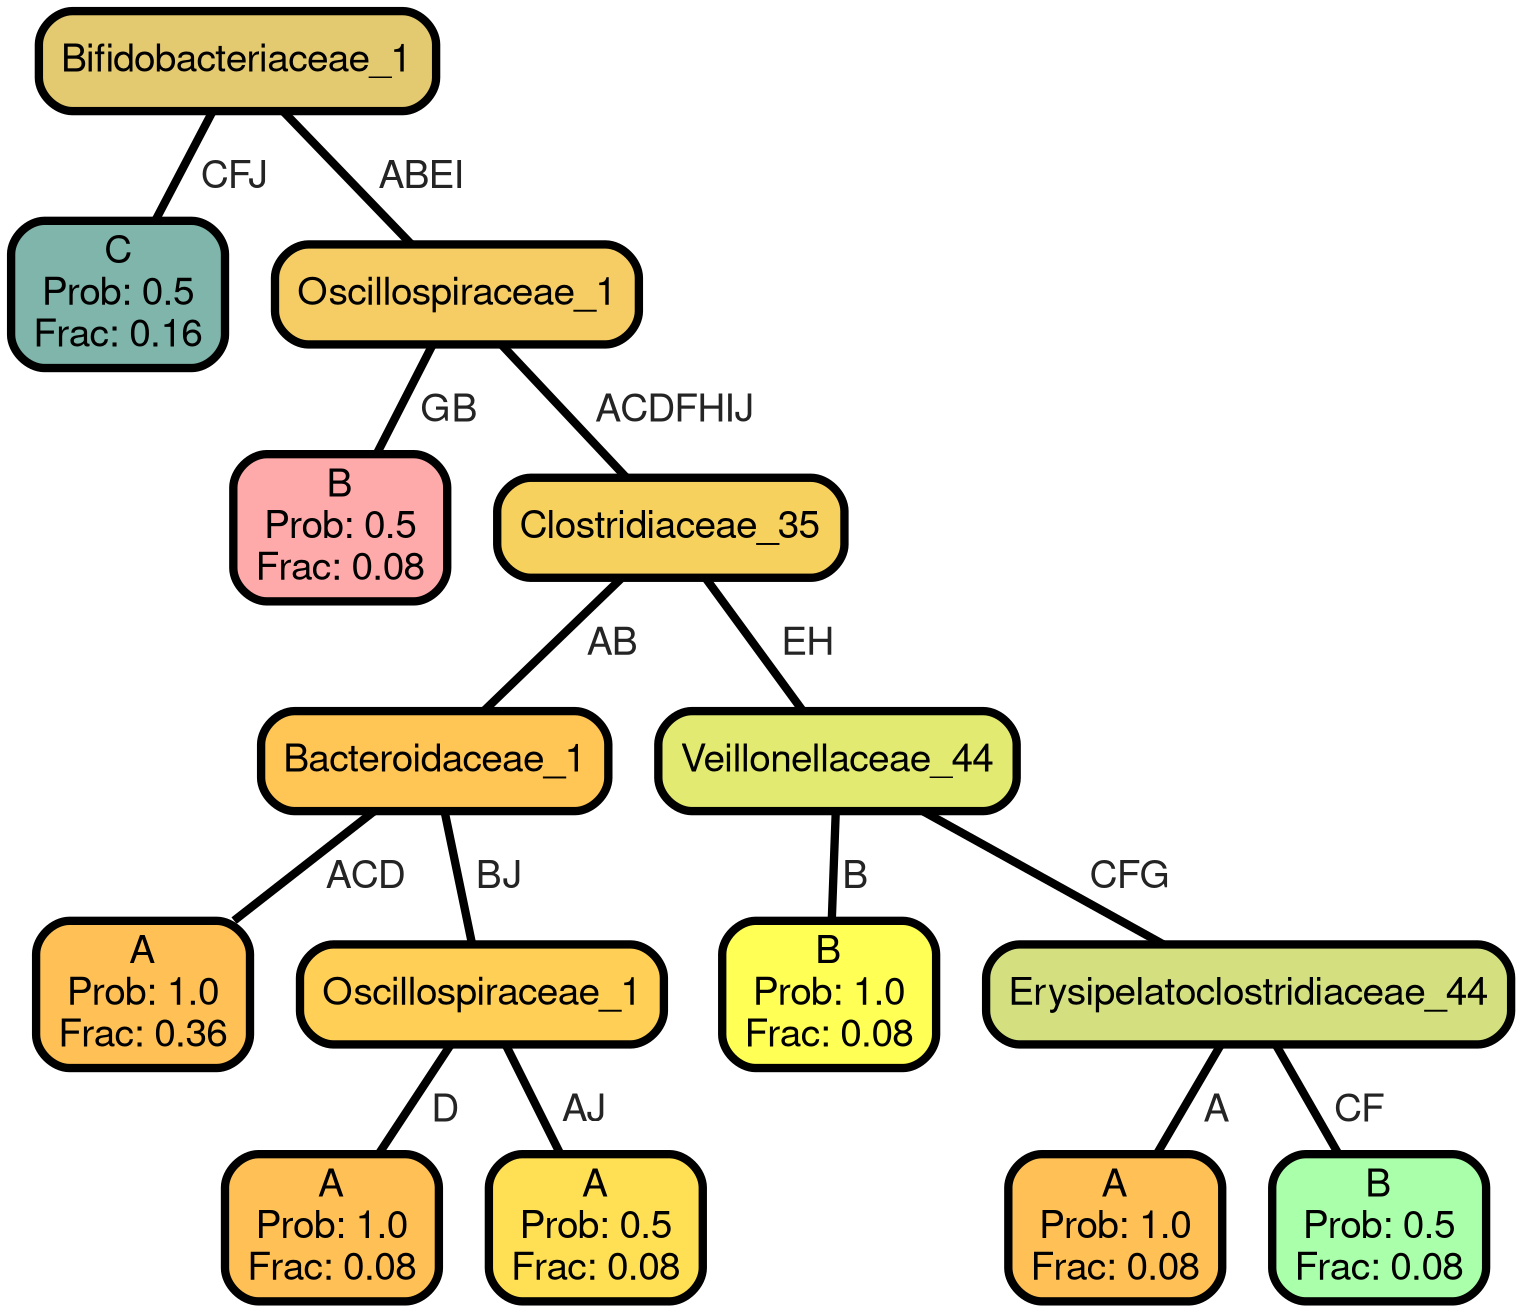 Bifidobacteriaceae_1
CFJ
ABEI
C
Prob: 0.5
Frac: 0.16
Oscillospiraceae_1
GB
ACDFHIJ
B
Prob: 0.5
Frac: 0.08
Clostridiaceae_35
AB
EH
Bacteroidaceae_1
Veillonellaceae_44
ACD
BJ
B
CFG
A
Prob: 1.0
Frac: 0.36
Oscillospiraceae_1
B
Prob: 1.0
Frac: 0.08
Erysipelatoclostridiaceae_44
D
AJ
A
CF
A
Prob: 1.0
Frac: 0.08
A
Prob: 0.5
Frac: 0.08
A
Prob: 1.0
Frac: 0.08
B
Prob: 0.5
Frac: 0.08